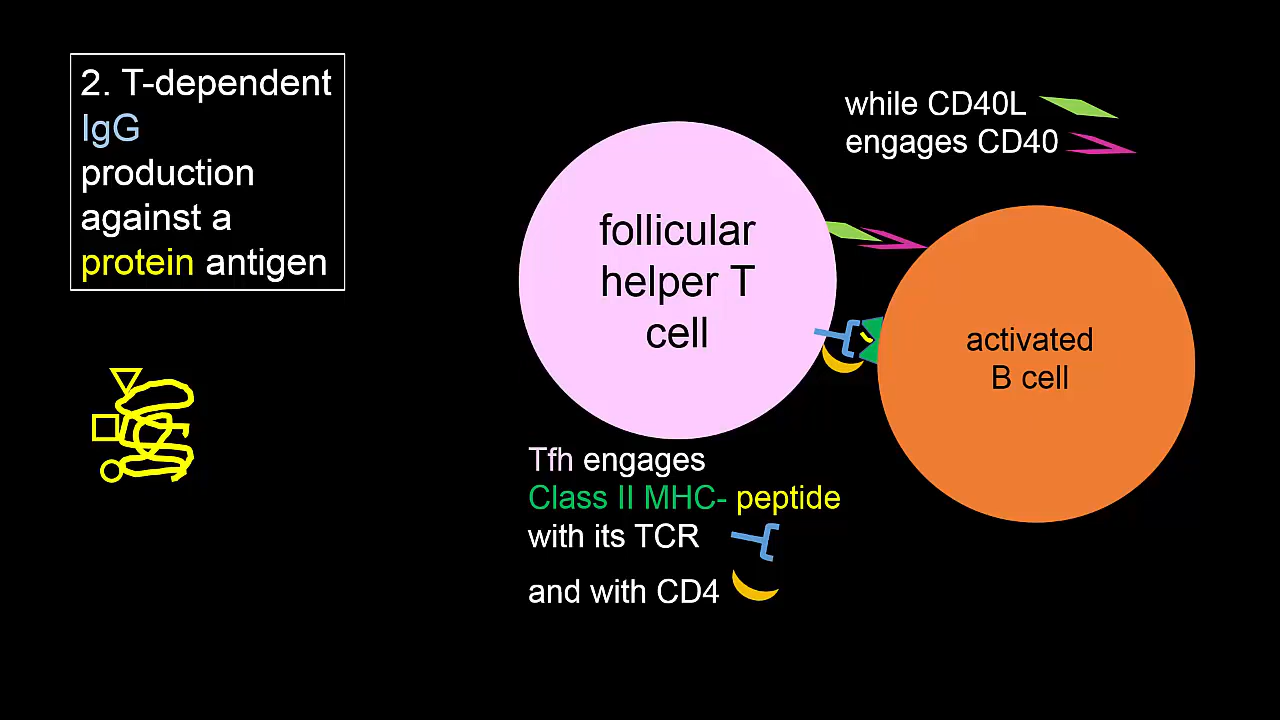 2. T-dependent
IgG
production
against a
protein antigen
while CD40L
engages CD40
follicular
helper T
cell
activated
B cell
Tfh engages
Class II MHC- peptide
with its TCR
and with CD4